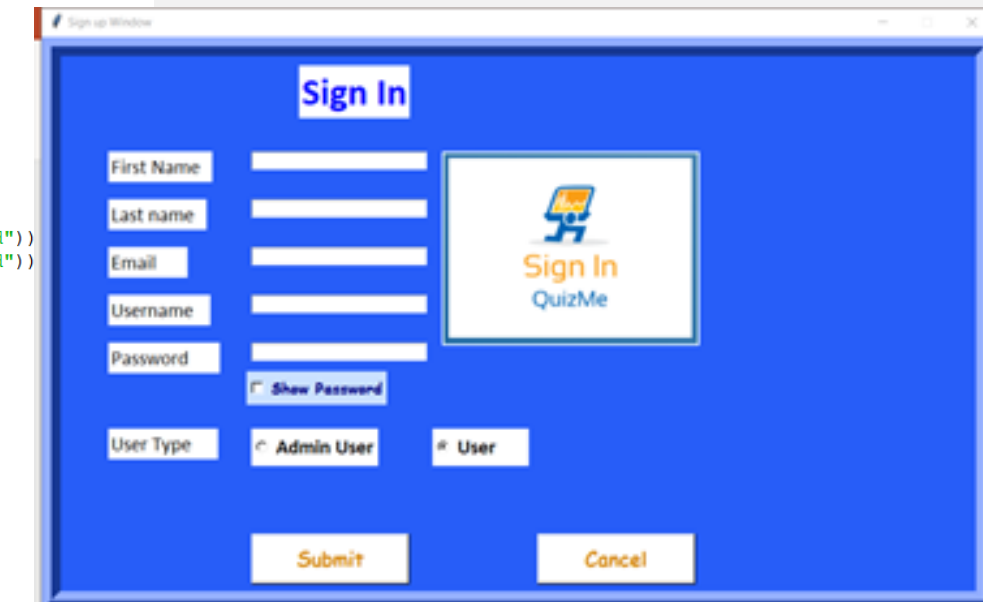 Sign up Window
Sign In
First Name
Last name
Email
Username
Password
Show Password
User Type
Admin User
User
Submit
Cancel
Sign In
QuizMe
"))
"))